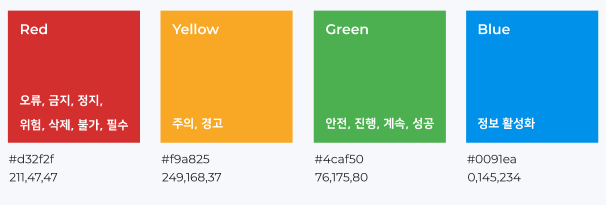 Red
오류, 금지, 정지,
위험, 삭제, 불가, 필수
#d32f2f
211,47,47
Yellow
주의, 경고
#f9a825
249,168,37
Green
안전, 진행, 계속, 성공
#4caf50
76,175,80
Blue
정보 활성화
#0091ea
0,145,234